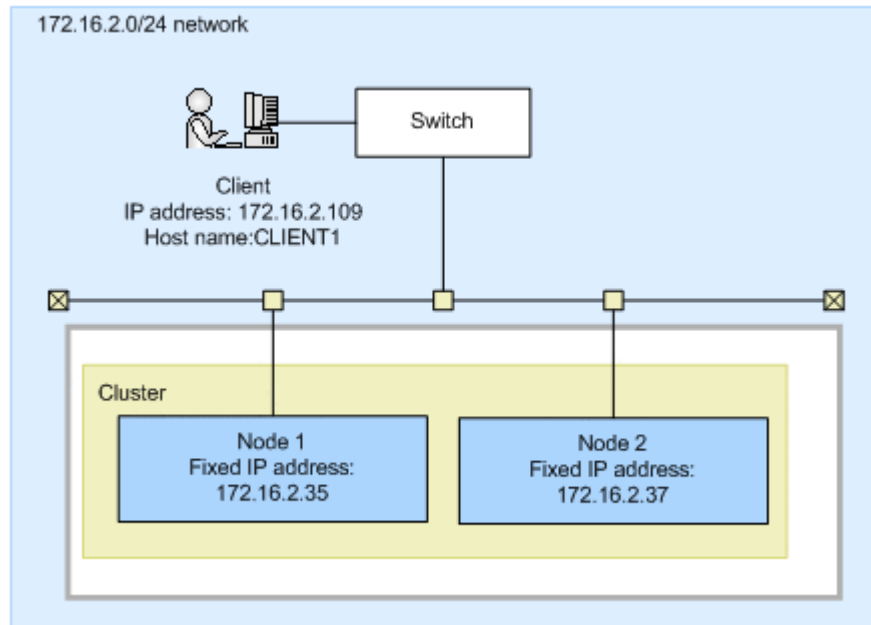 172.16.2.0/24 network
Switch
Client
IP address: 172.16.2.109
Host name:CLIENT1
Cluster
Node 1
Fixed IP address:
172.16.2.35
Node 2
Fixed IP address:
172.16.2.37